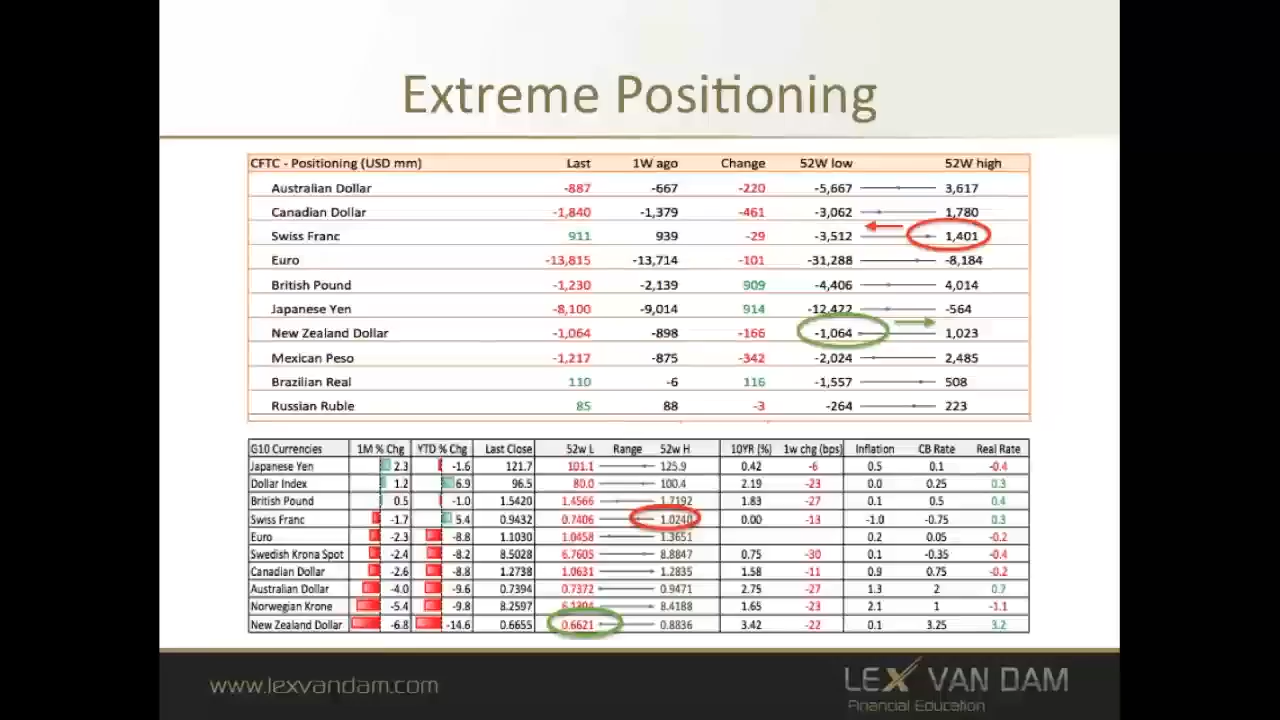 Extreme Positioning
CFTC - Positioning (USD mm) Last 1W ago Change 52W low 52W high
Australian Dollar -887 -667 -220 -5,667 3,617
Canadian Dollar -1,840 -1,379 -461 -3,062 1,780
Swiss Franc 911 939 -29 -3,512 1,401
Euro -13,815 -13,714 -101 -31,288 -8,184
British Pound -1,230 -2,139 909 -4,406 4,014
Japanese Yen -8,100 -9,014 914 -12,422 -564
New Zealand Dollar -1,064 -898 -166 -1,064 1,023
Mexican Peso -1,217 -875 -342 -2,024 2,485
Brazilian Real 110 -6 116 -1,557 508
Russian Ruble 85 88 -3 -264 223
G10 Currencies 1M % Chg YTD % Chg Last Close 52w L Range 52w H 10YR (%) 1w chg (bps) Inflation CB Rate Real Rate
Japanese Yen 2.3 -1.6 121.7 101.1 125.9 0.42 -6 0.5 0.1 -0.4
Dollar Index 1.2 6.9 96.5 80.0 100.4 2.19 -23 0.0 0.25 0.3
British Pound 0.5 -1.0 1.5420 1.4566 1.7192 1.83 -27 0.1 0.5 0.4
Swiss Franc -1.7 5.4 0.9432 0.7406 1.0240 0.00 -13 -1.0 -0.75 0.3
Euro -2.3 -8.8 1.1030 1.0458 1.3651 0.2 0.05 -0.2
Swedish Krona Spot -2.4 -8.2 8.5028 6.7605 8.8847 0.75 -30 0.1 -0.35 -0.4
Canadian Dollar -2.6 -8.8 1.2738 1.0631 1.2835 1.58 -11 0.9 0.75 -0.2
Australian Dollar -4.0 -9.6 0.7394 0.7372 0.9471 2.75 -27 1.3 2 0.7
Norwegian Krone -5.4 -9.8 8.2597 8.4188 1.65 -23 2.1 1 -1.1
New Zealand Dollar -6.8 -14.6 0.6655 0.6621 0.8836 3.42 -22 0.1 3.25 3.2
www.lexvandam.com
LEX VAN DAM
Financial Education